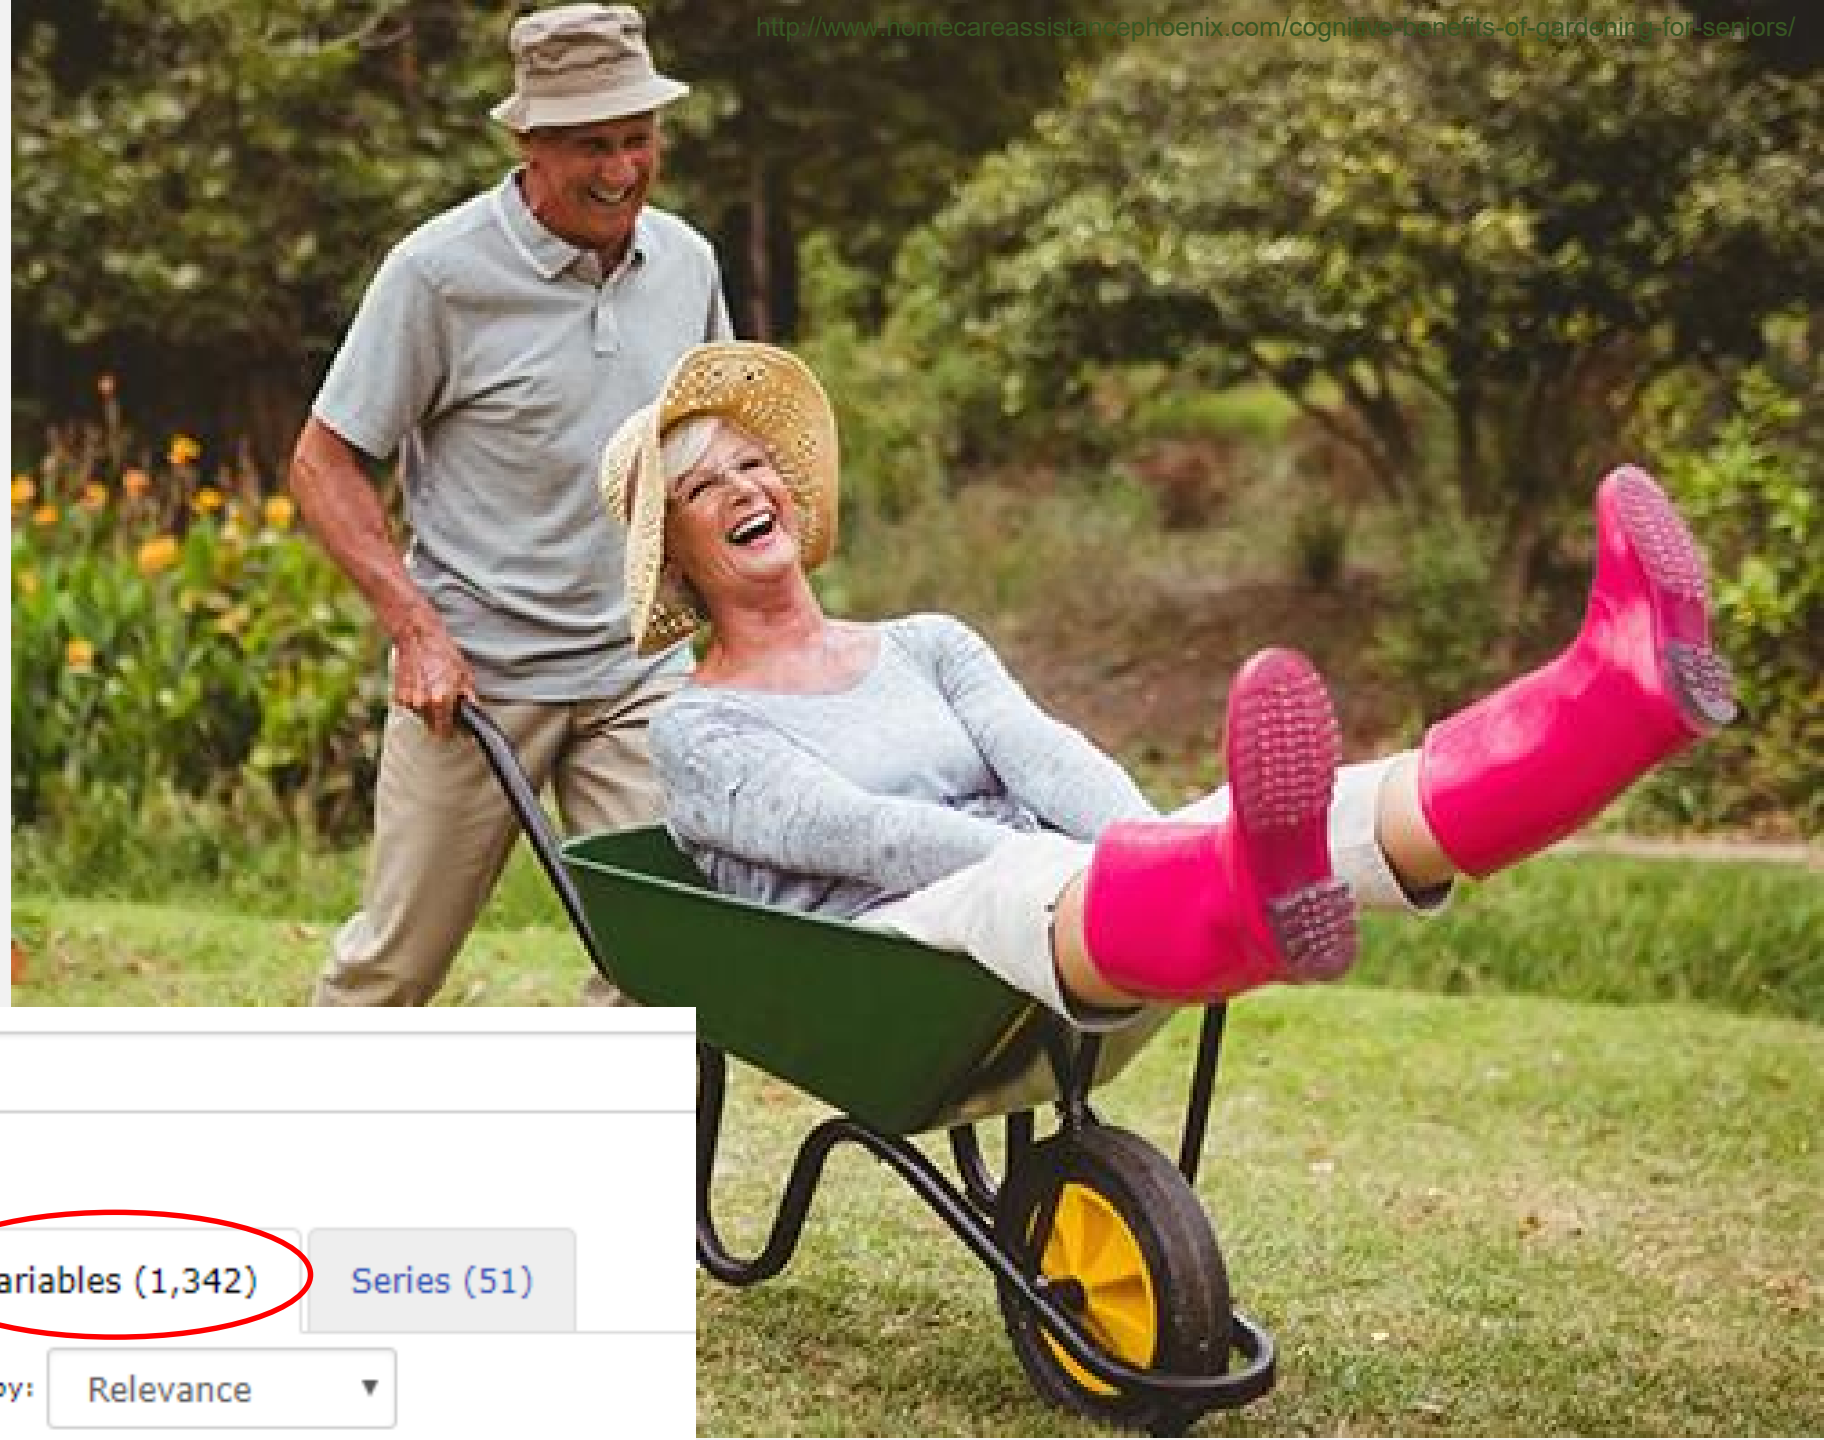 http://www.homecareassistancephoenix.com/cognitive-benefits-of-gardening-for-seniors/
ariables (1,342)
Series (51)
by:
Relevance